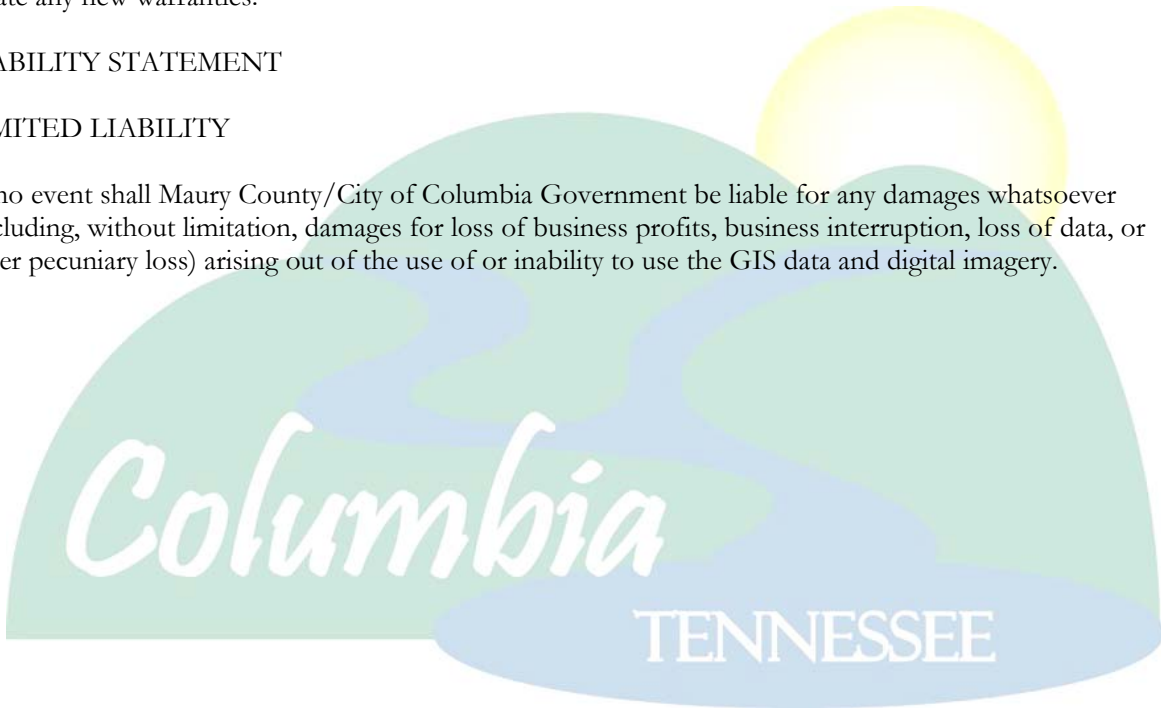 any new warranties.
ABILITY STATEMENT
MITED LIABILITY
no event shall Maury County/City of Columbia Government be liable for any damages whatsoever
cluding, without limitation, damages for loss of business profits, business interruption, loss of data, or
er pecuniary loss) arising out of the use of or inability to use the GIS data and digital imagery.
Columbia
TENNESSEE